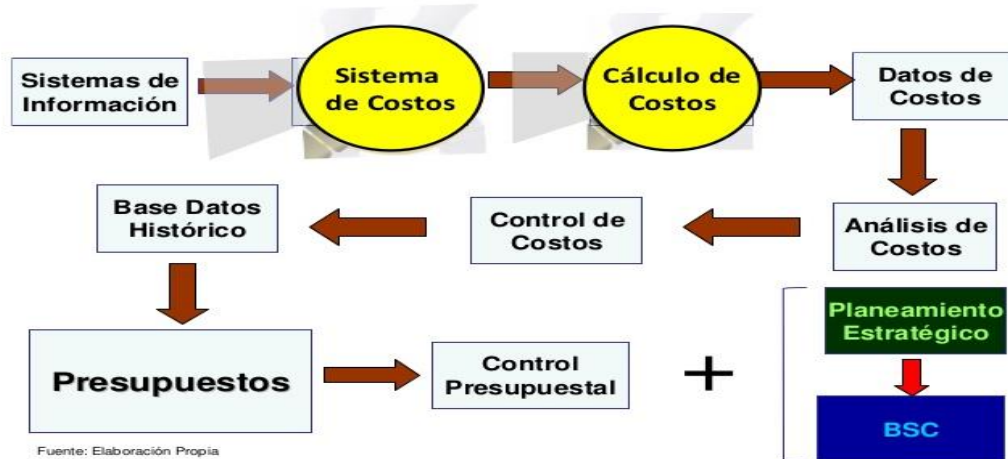 Sistemas de
Información
Sistema
de Costos
Cálculo de
Costos
Datos de
Costos
Base Datos
Histórico
Control de
Costos
Análisis de
Costos
Presupuestos
Control
Presupuestal
+
Planeamiento
Estratégico
BSC
Fuente: Elaboración Propia